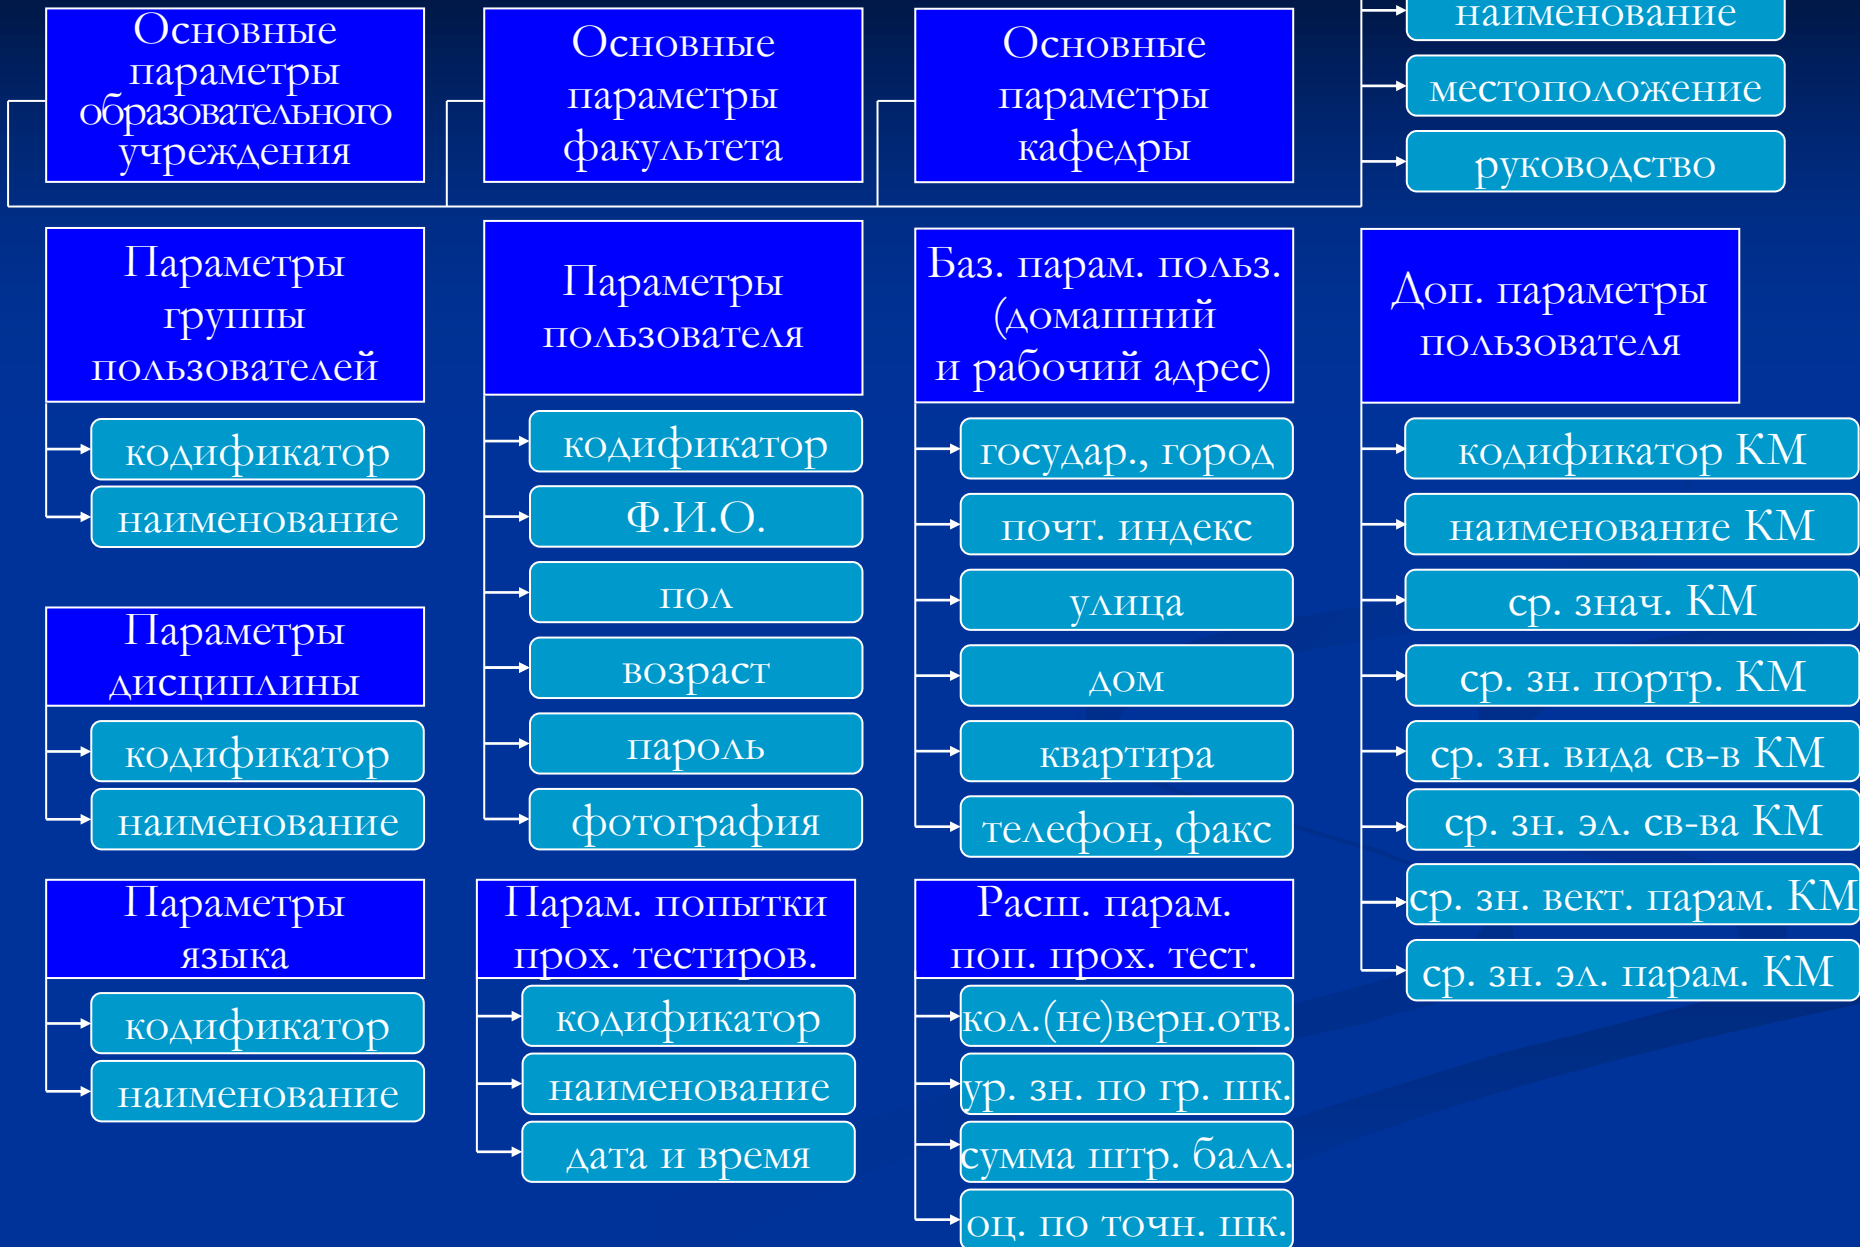 Основные
параметры
образовательного
учреждения
Основные
параметры
факультета
Основные
параметры
кафедры
наименование
местоположение
руководство
Параметры
группы
пользователей
кодификатор
наименование
Параметры
дисциплины
кодификатор
наименование
Параметры
языка
кодификатор
наименование
Параметры
пользователя
кодификатор
Ф.И.О.
пол
возраст
пароль
фотография
Парам. попытки
прох. тестиров.
кодификатор
наименование
дата и время
Баз. парам. польз.
(домашний
и рабочий адрес)
государ., город
почт. индекс
улица
дом
квартира
телефон, факс
Расш. парам.
поп. прох. тест.
кол.(не)верн.отв.
ур. зн. по гр. шк.
сумма штр. балл.
оц. по точн. шк.
Доп. параметры
пользователя
кодификатор КМ
наименование КМ
ср. знач. КМ
ср. зн. портр. КМ
ср. зн. вида св-в КМ
ср. зн. эл. св-ва КМ
ср. зн. вект. парам. КМ
ср. зн. эл. парам. КМ